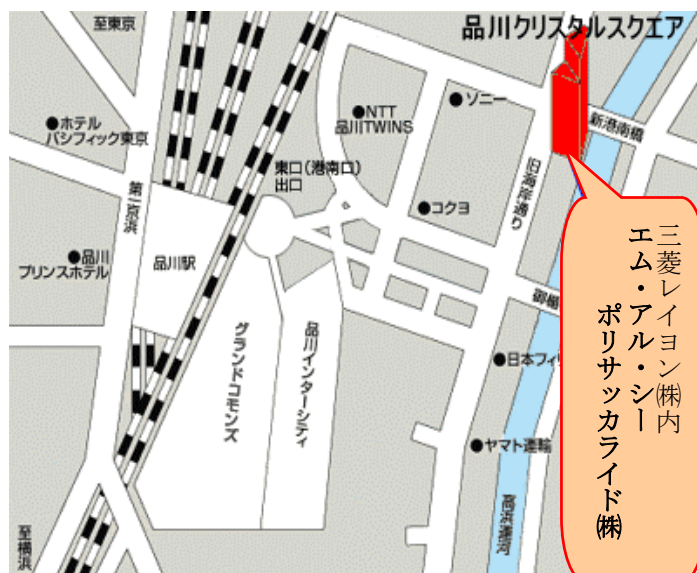 至東京
品川クリスタルスクエア
●ソニー
●NTT
品川TWINS
新港南橋
●ホテル
パシフィック東京
東口(港南口)
出口
旧海岸通り
第一京浜
●コクヨ
●品川
プリンスホテル
品川駅
御楯
グランドコモンズ
品川インターシティ
●日本フィ
●ヤマト運輸
高浜運河
至横浜
三菱レイヨン㈱内
エム・アル・シー
ポリサッカライド㈱